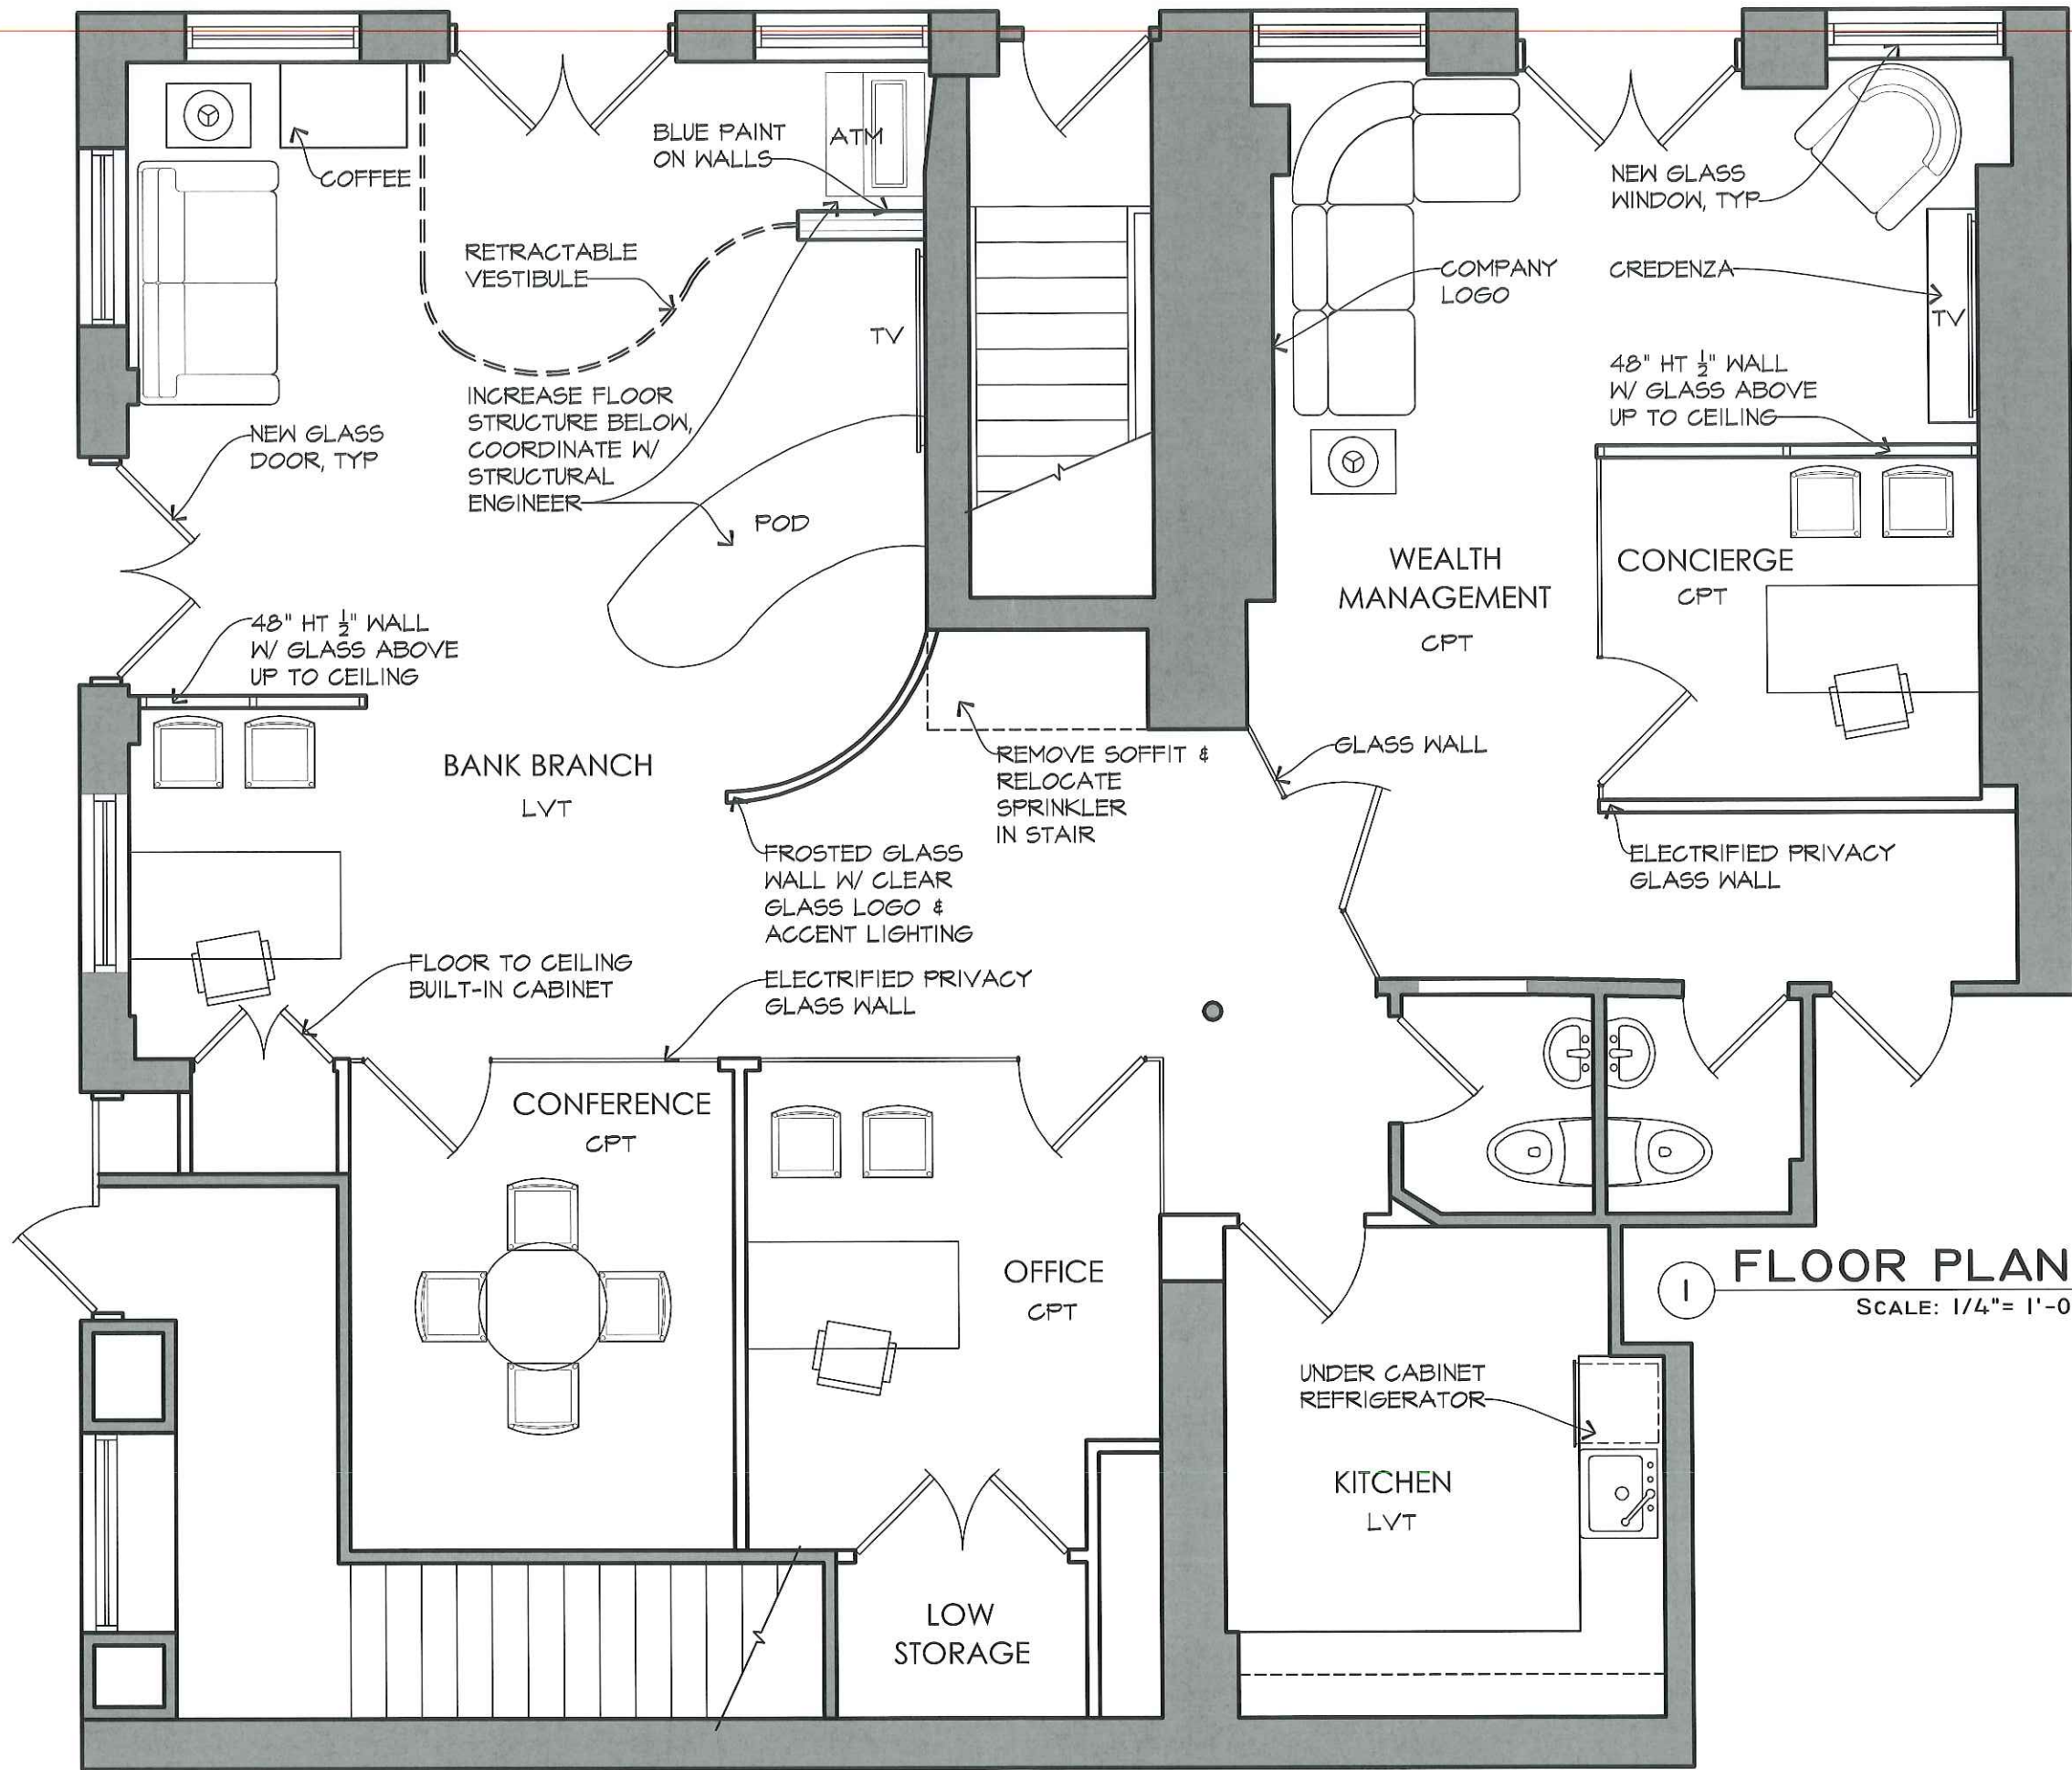 COFFEE
BLUE PAINT
ON WALLS
ATM
RETRACTABLE
VESTIBULE
TV
INCREASE FLOOR
STRUCTURE BELOW,
COORDINATE W/
STRUCTURAL
ENGINEER
NEW GLASS
DOOR, TYP
POD
48" HT ½" WALL
W/ GLASS ABOVE
UP TO CEILING
BANK BRANCH
LVT
FROSTED GLASS
WALL W/ CLEAR
GLASS LOGO &
ACCENT LIGHTING
REMOVE SOFFIT &
RELOCATE
SPRINKLER
IN STAIR
FLOOR TO CEILING
BUILT-IN CABINET
ELECTRIFIED PRIVACY
GLASS WALL
NEW GLASS
WINDOW, TYP
COMPANY
LOGO
CREDENZA
TV
48" HT ½" WALL
W/ GLASS ABOVE
UP TO CEILING
WEALTH
MANAGEMENT
CPT
CONCIERGE
CPT
GLASS WALL
ELECTRIFIED PRIVACY
GLASS WALL
CONFERENCE
CPT
OFFICE
CPT
LOW
STORAGE
UNDER CABINET
REFRIGERATOR
KITCHEN
LVT
1
FLOOR PLAN
SCALE: 1/4"= 1'-0